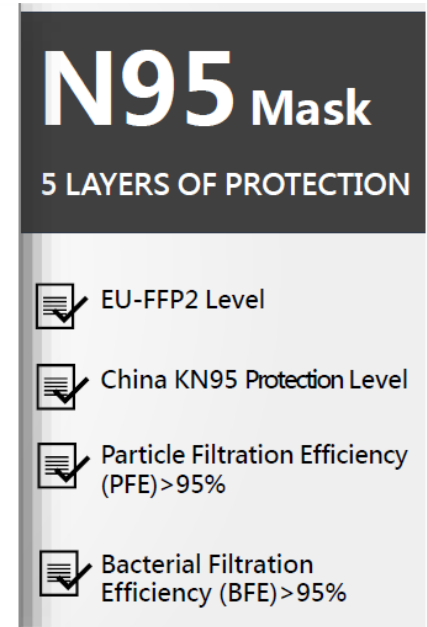 N95 Mask
5 LAYERS OF PROTECTION
EU-FFP2 Level
China KN95 Protection Level
Particle Filtration Efficiency
(PFE)>95%
Bacterial Filtration
Efficiency (BFE)>95%